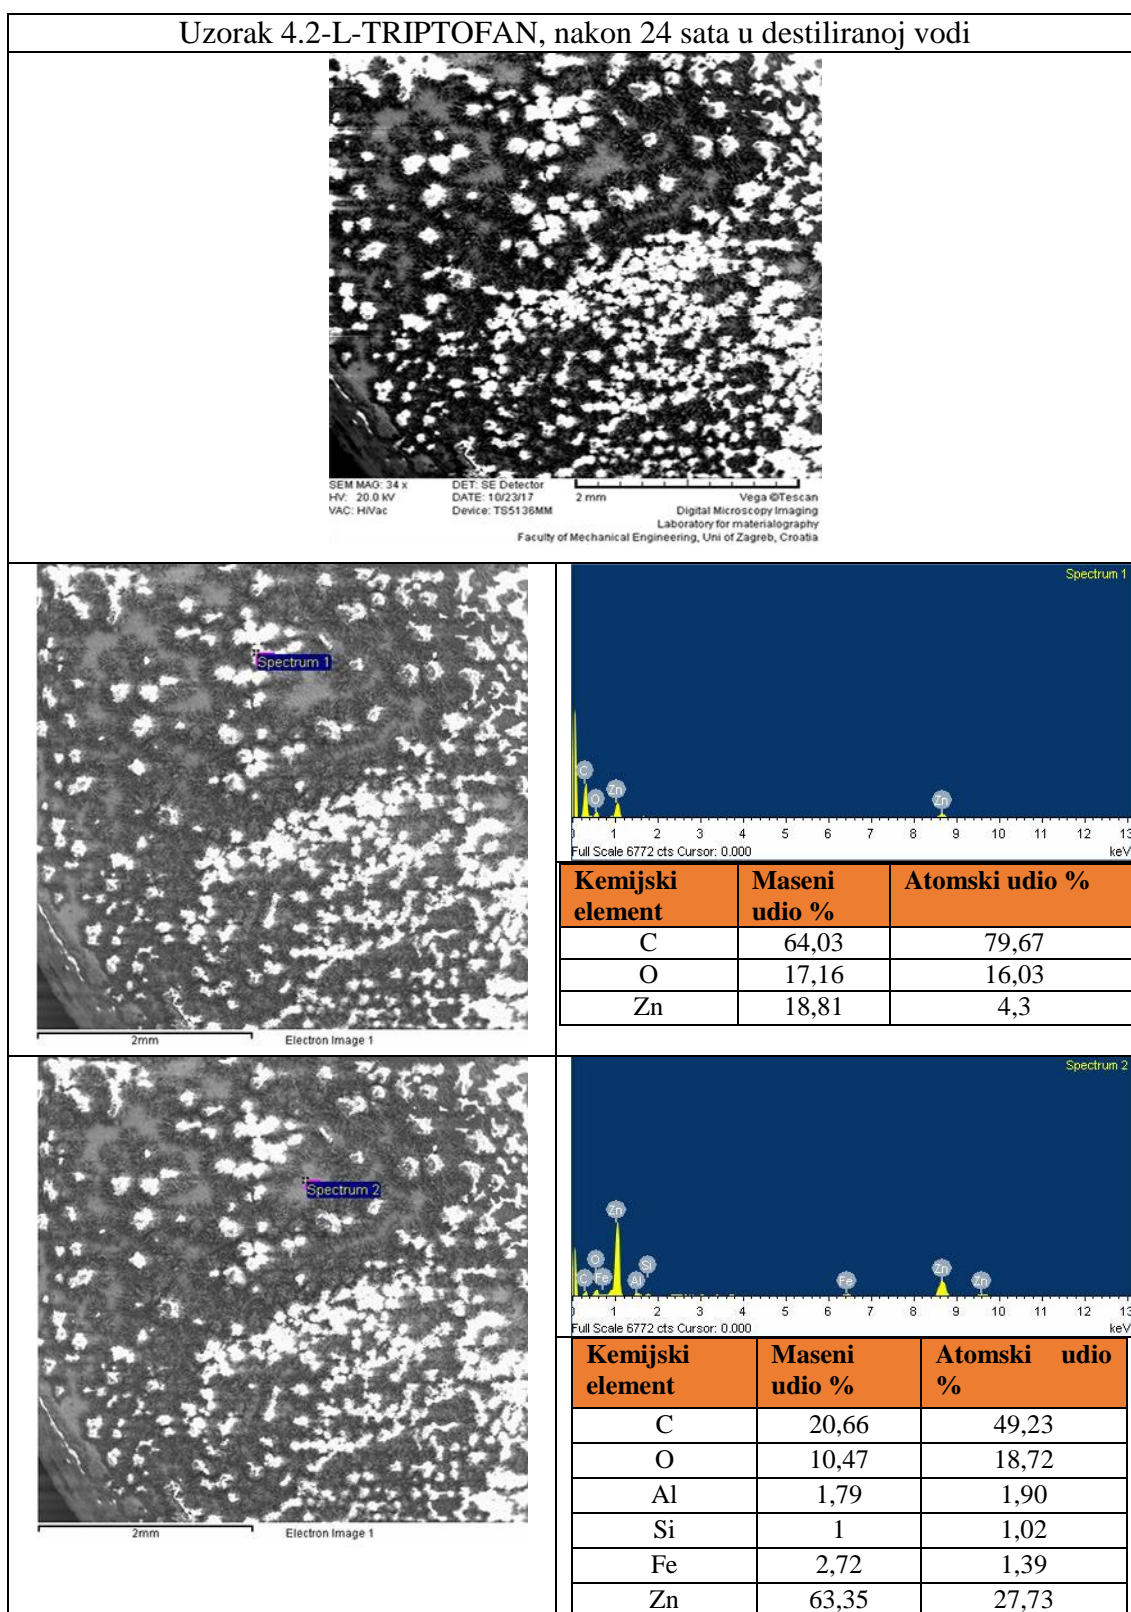 Uzorak 4.2-L-TRIPTOFAN, nakon 24 sata u destiliranoj vodi
SEM MAG: 34 x DET: SE Detector
HV: 20.0 kV DATE: 10/23/17 2 mm Vega ©Tescan
VAC: HiVac Device: TS5136MM Digital Microscopy Imaging
Laboratory for materialography
Faculty of Mechanical Engineering, Uni of Zagreb, Croatia
Spectrum 1
2mm Electron Image 1
Spectrum 1
C O Zn Zn
0 1 2 3 4 5 6 7 8 9 10 11 12 13
Full Scale 6772 cts Cursor: 0.000 keV
Kemijski element Maseni udio % Atomski udio %
C 64,03 79,67
O 17,16 16,03
Zn 18,81 4,3
Spectrum 2
2mm Electron Image 1
Spectrum 2
C O Fe Zn Al Si Fe Zn Zn
0 1 2 3 4 5 6 7 8 9 10 11 12 13
Full Scale 6772 cts Cursor: 0.000 keV
Kemijski element Maseni udio % Atomski udio %
C 20,66 49,23
O 10,47 18,72
Al 1,79 1,90
Si 1 1,02
Fe 2,72 1,39
Zn 63,35 27,73